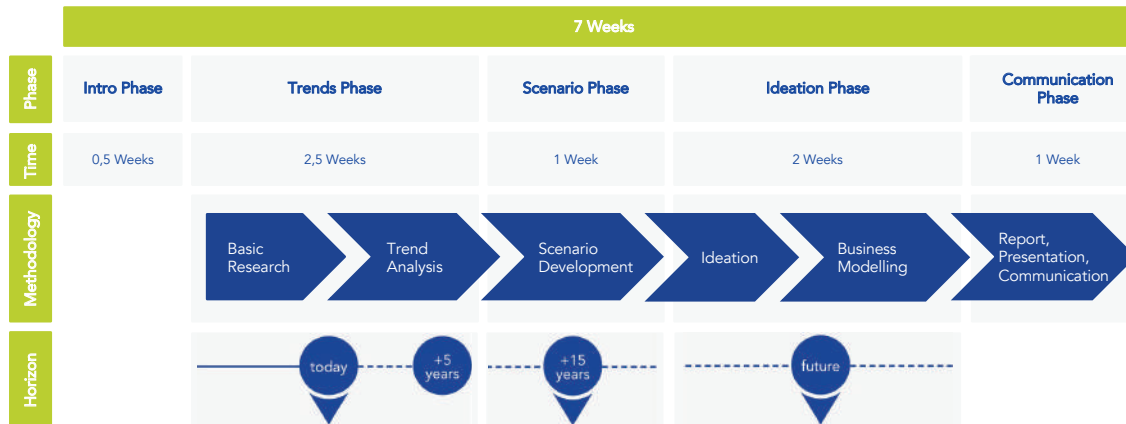 7 Weeks
Phase
Intro Phase
Trends Phase
Scenario Phase
Ideation Phase
Communication
Phase
Time
0,5 Weeks
2,5 Weeks
1 Week
2 Weeks
1 Week
Methodology
Basic
Research
Trend
Analysis
Scenario
Development
Ideation
Business
Modelling
Report,
Presentation,
Communication
Horizon
today
+5
years
+15
years
future